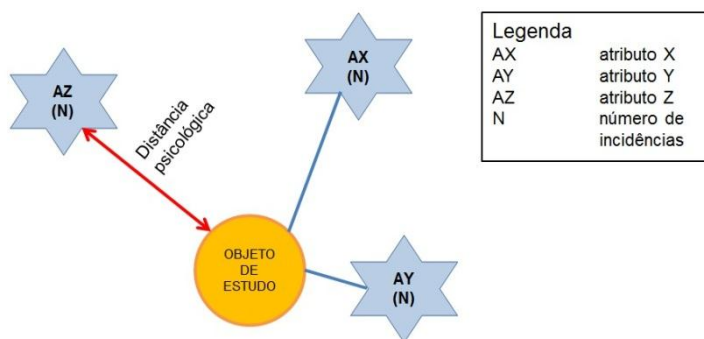 AZ
(N)
Distância
psicológica
AX
(N)
OBJETO
DE
ESTUDO
AY
(N)
Legenda
AX atributo X
AY atributo Y
AZ atributo Z
N número de
incidências